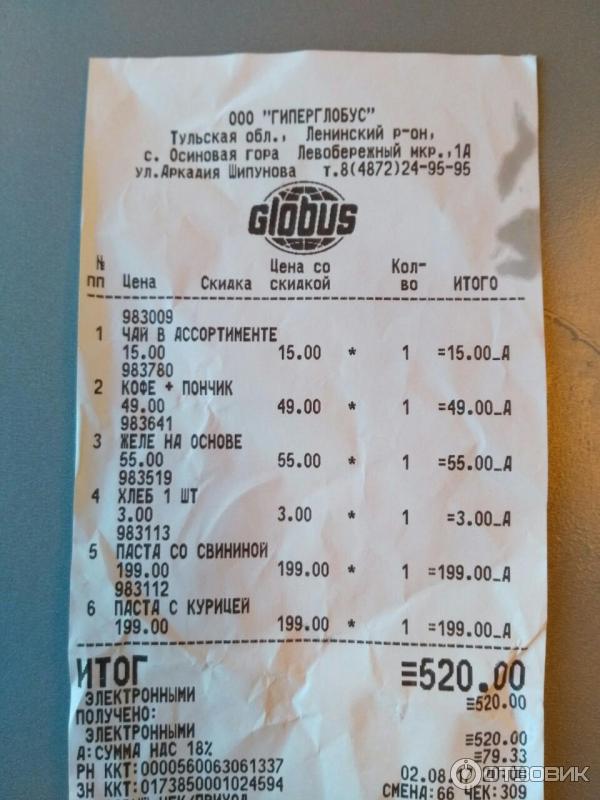 ООО "ГИПЕРГЛОБУС"
Тульская обл., Ленинский р-он,
с. Осиновая гора Левобережный мкр.,1А
ул.Аркадия Шипунова т.8(4872)24-95-95
GLOBUS
№ Цена со Кол-
пп Цена Скидка скидкой во ИТОГО
983009
1 ЧАЙ В АССОРТИМЕНТЕ
15.00 15.00 * 1 =15.00_А
983780
2 КОФЕ + ПОНЧИК
49.00 49.00 * 1 =49.00_А
983641
3 ЖЕЛЕ НА ОСНОВЕ
55.00 55.00 * 1 =55.00_А
983519
4 ХЛЕБ 1 ШТ
3.00 3.00 * 1 =3.00_А
983113
5 ПАСТА СО СВИНИНОЙ
199.00 199.00 * 1 =199.00_А
983112
6 ПАСТА С КУРИЦЕЙ
199.00 199.00 * 1 =199.00_А
ИТОГ ≡520.00
ЭЛЕКТРОННЫМИ ≡520.00
ПОЛУЧЕНО:
ЭЛЕКТРОННЫМИ ≡520.00
А:СУММА НДС 18% ≡79.33
РН ККТ:0000560063061337 02.08.17
ЗН ККТ:00173850001024594 СМЕНА:66 ЧЕК:309
ОТЗОВИК